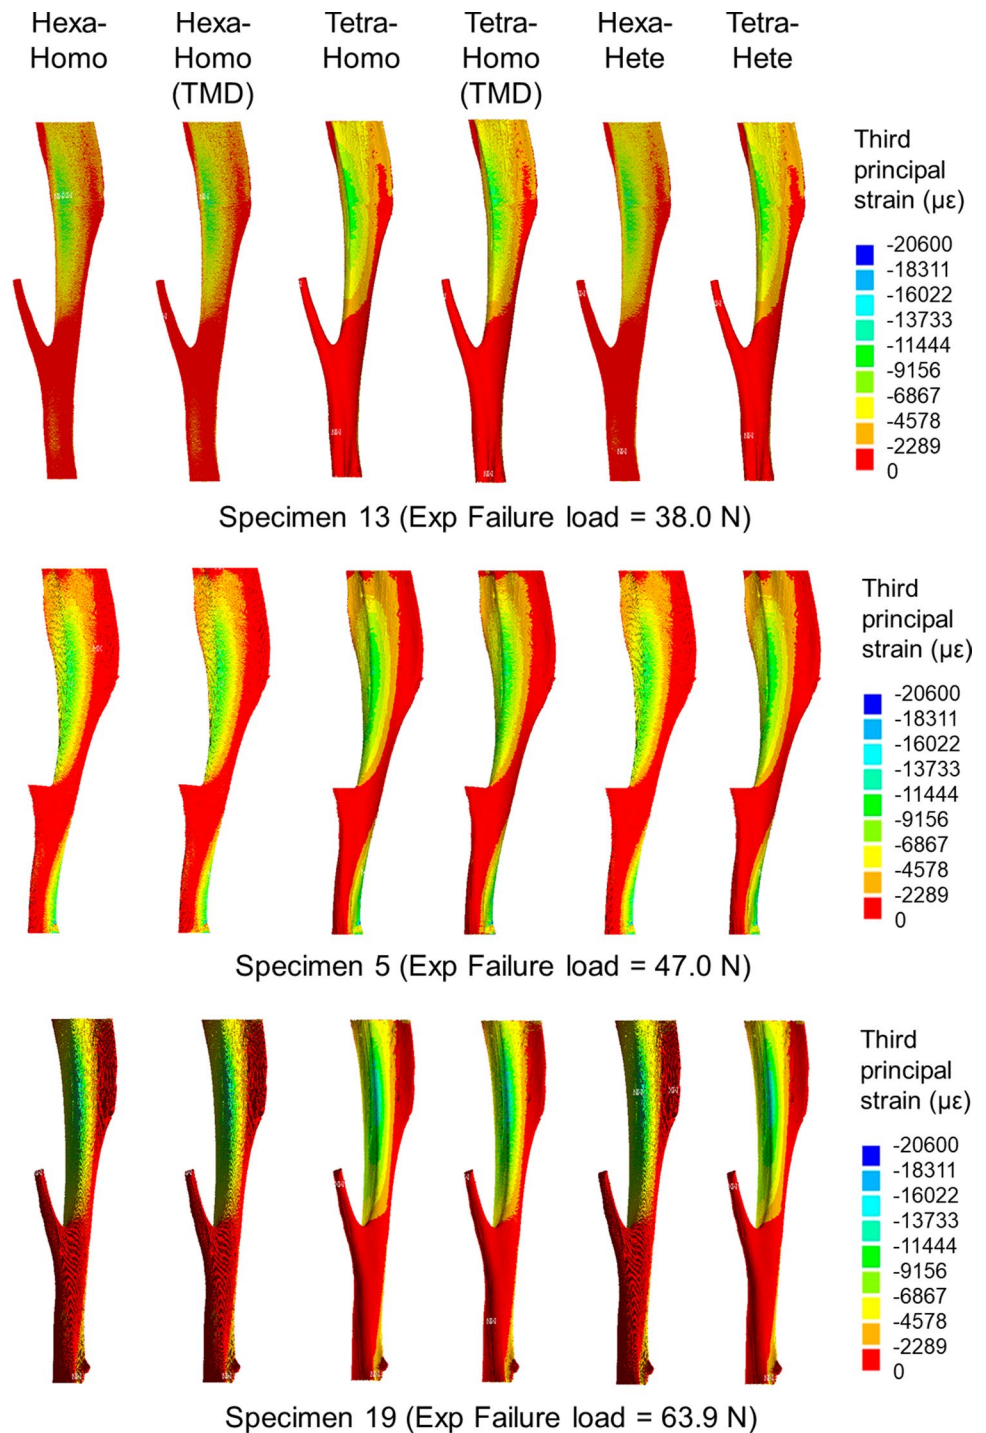 Hexa-
Homo
Hexa-
Homo
(TMD)
Tetra-
Homo
Tetra-
Homo
(TMD)
Hexa-
Hete
Tetra-
Hete
Third
principal
strain (με)
-20600
-18311
-16022
-13733
-11444
-9156
-6867
-4578
-2289
0
Specimen 13 (Exp Failure load = 38.0 N)
Third
principal
strain (με)
-20600
-18311
-16022
-13733
-11444
-9156
-6867
-4578
-2289
0
MX
Specimen 5 (Exp Failure load = 47.0 N)
Third
principal
strain (με)
-20600
-18311
-16022
-13733
-11444
-9156
-6867
-4578
-2289
0
Specimen 19 (Exp Failure load = 63.9 N)